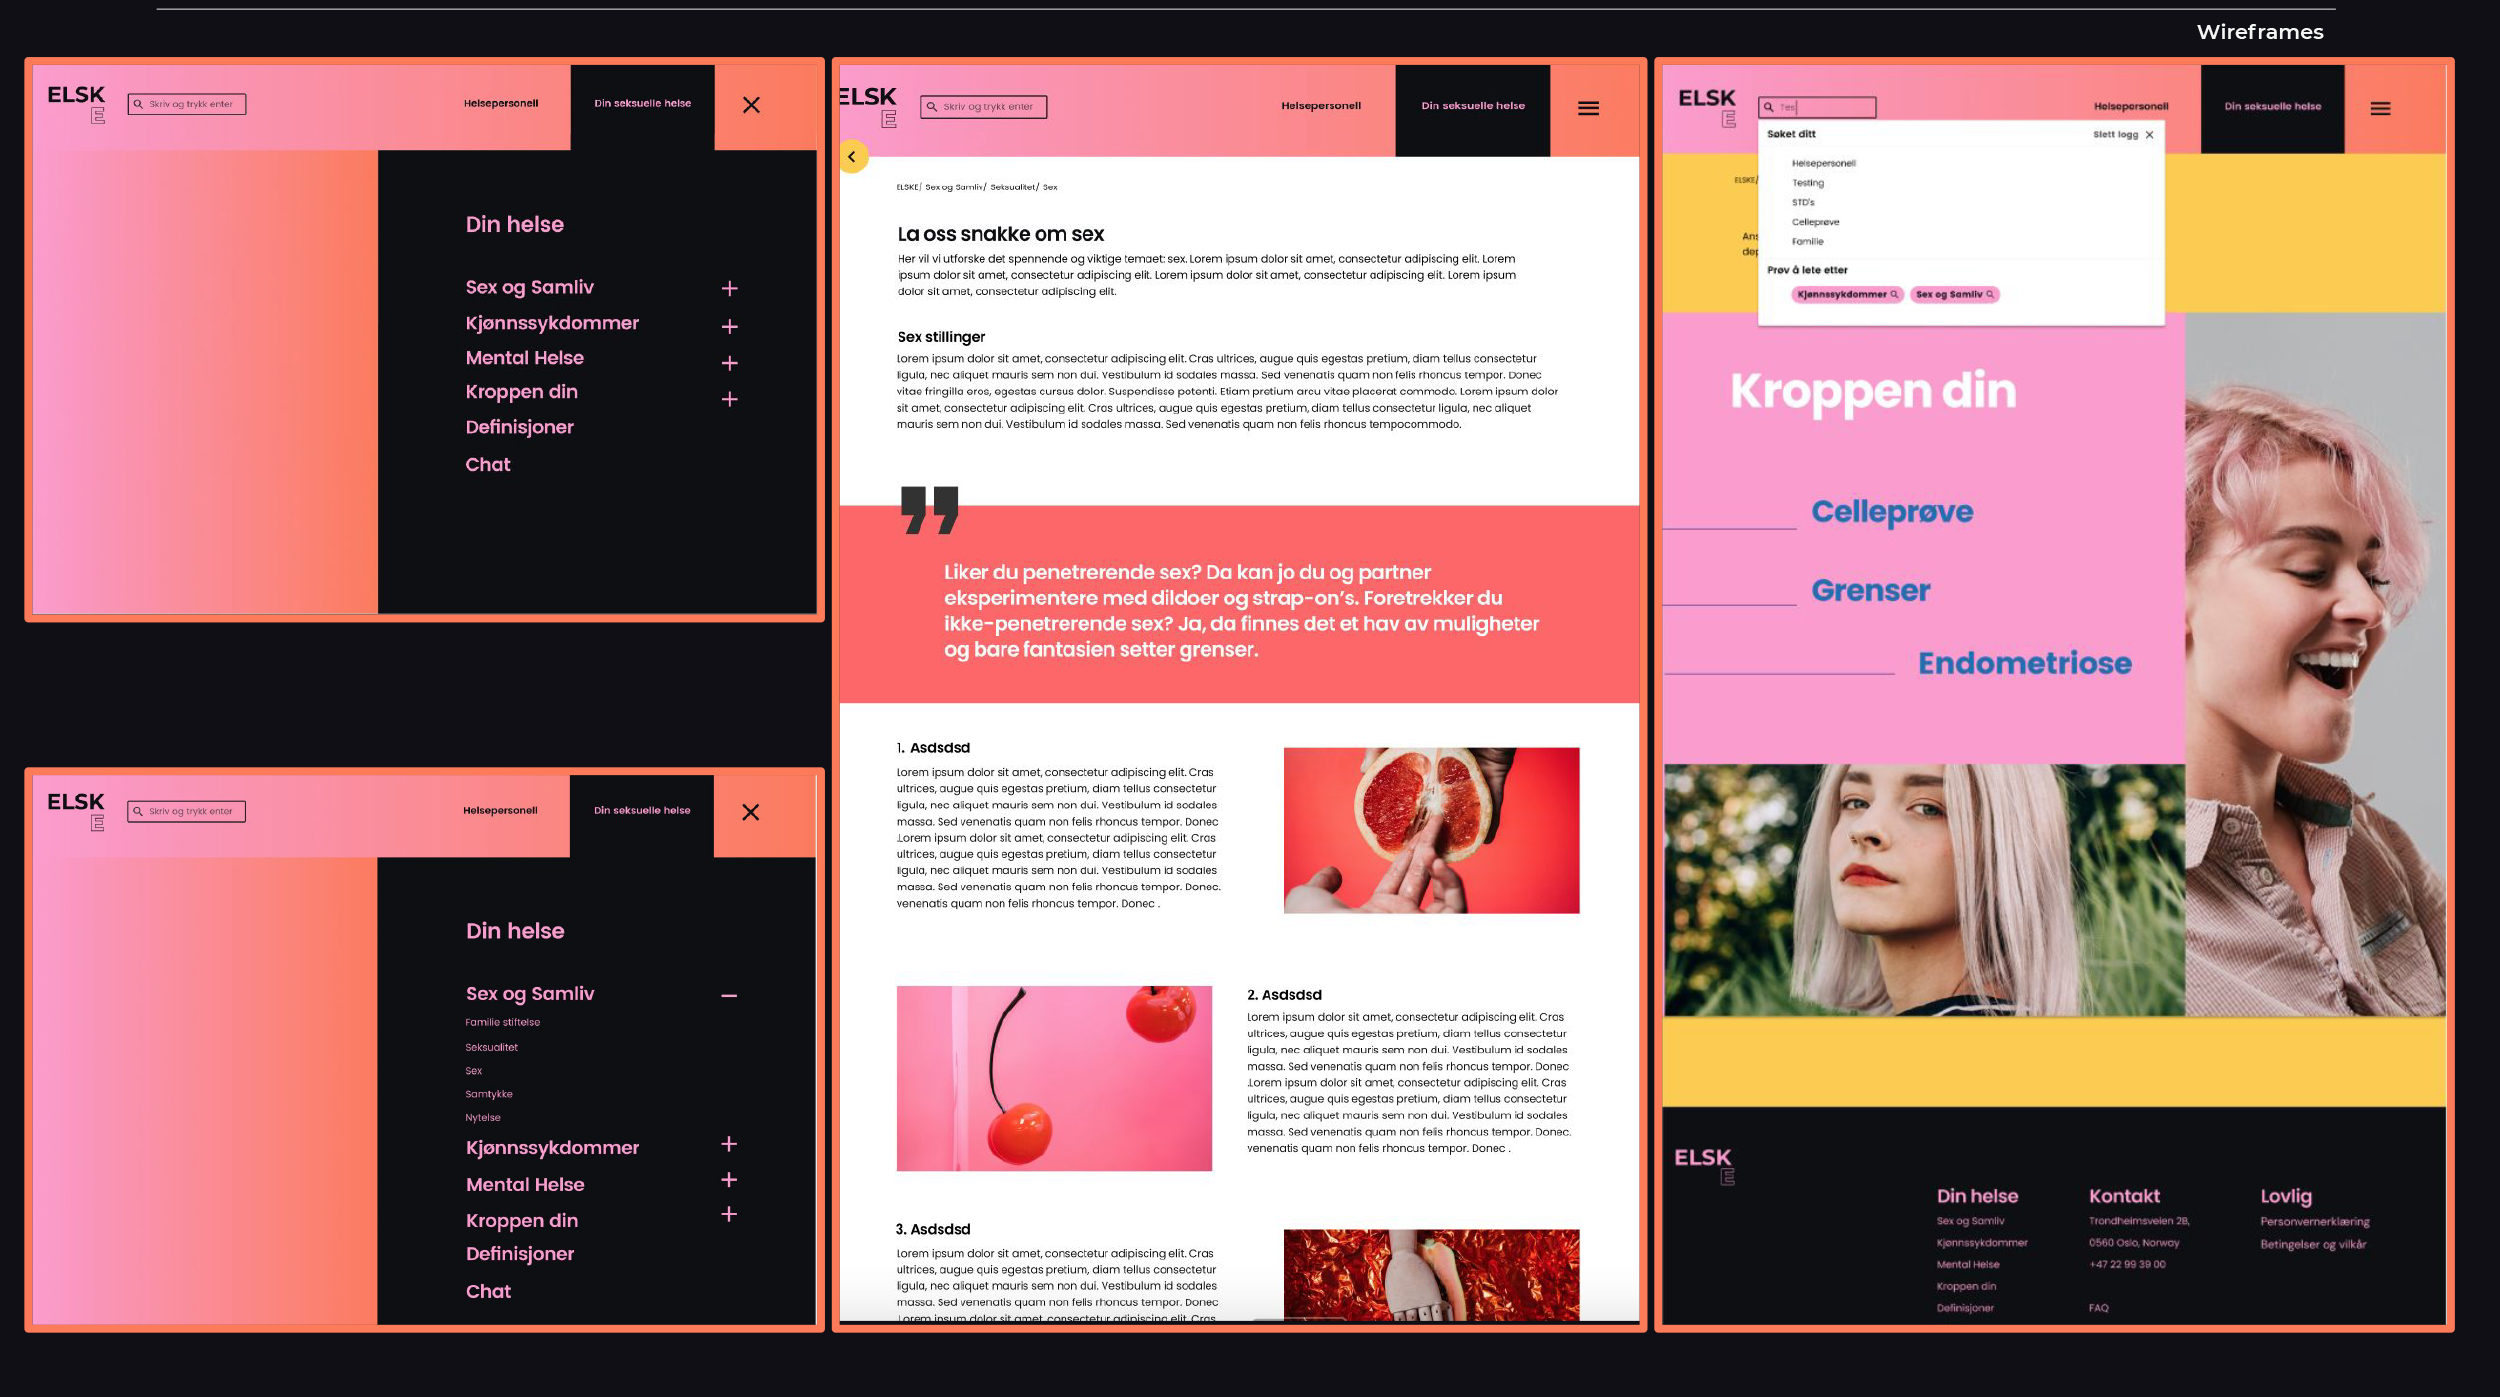 Wireframes
ELSK
E
Skriv og trykk enter
Helsepersonell
Din seksuelle helse
Din helse
Sex og Samliv
Kjønnssykdommer
Mental Helse
Kroppen din
Definisjoner
Chat
ELSK
E
Skriv og trykk enter
Helsepersonell
Din seksuelle helse
Din helse
Sex og Samliv
Familie stiftelse
Seksualitet
Sex
Samtykke
Nytelse
Kjønnssykdommer
Mental Helse
Kroppen din
Definisjoner
Chat
ELSK
E
Skriv og trykk enter
Helsepersonell
Din seksuelle helse
ELSKE/ Sex og Samliv/ Seksualitet/ Sex
La oss snakke om sex
Her vil vi utforske det spennende og viktige temaet: sex. Lorem ipsum dolor sit amet, consectetur adipiscing elit. Lorem
ipsum dolor sit amet, consectetur adipiscing elit. Lorem ipsum dolor sit amet, consectetur adipiscing elit. Lorem ipsum
dolor sit amet, consectetur adipiscing elit.
Sex stillinger
Lorem ipsum dolor sit amet, consectetur adipiscing elit. Cras ultrices, augue quis egestas pretium, diam tellus consectetur
ligula, nec aliquet mauris sem non dui. Vestibulum id sodales massa. Sed venenatis quam non felis rhoncus tempor. Donec
vitae fringilla eros, egestas cursus dolor. Suspendisse potenti. Etiam pretium arcu vitae placerat commodo. Lorem ipsum dolor
sit amet, consectetur adipiscing elit. Cras ultrices, augue quis egestas pretium, diam tellus consectetur ligula, nec aliquet
mauris sem non dui. Vestibulum id sodales massa. Sed venenatis quam non felis rhoncus tempocommodo.
"
Liker du penetrerende sex? Da kan jo du og partner
eksperimentere med dildoer og strap-on's. Foretrekker du
ikke-penetrerende sex? Ja, da finnes det et hav av muligheter
og bare fantasien setter grenser.
1. Asdsdsd
Lorem ipsum dolor sit amet, consectetur adipiscing elit. Cras
ultrices, augue quis egestas pretium, diam tellus consectetur
ligula, nec aliquet mauris sem non dui. Vestibulum id sodales
massa. Sed venenatis quam non felis rhoncus tempor. Donec
.Lorem ipsum dolor sit amet, consectetur adipiscing elit. Cras
ultrices, augue quis egestas pretium, diam tellus consectetur
ligula, nec aliquet mauris sem non dui. Vestibulum id sodales
massa. Sed venenatis quam non felis rhoncus tempor. Donec.
venenatis quam non felis rhoncus tempor. Donec .
2. Asdsdsd
Lorem ipsum dolor sit amet, consectetur adipiscing elit. Cras
ultrices, augue quis egestas pretium, diam tellus consectetur
ligula, nec aliquet mauris sem non dui. Vestibulum id sodales
massa. Sed venenatis quam non felis rhoncus tempor. Donec
.Lorem ipsum dolor sit amet, consectetur adipiscing elit. Cras
ultrices, augue quis egestas pretium, diam tellus consectetur
ligula, nec aliquet mauris sem non dui. Vestibulum id sodales
massa. Sed venenatis quam non felis rhoncus tempor. Donec.
venenatis quam non felis rhoncus tempor. Donec .
3. Asdsdsd
Lorem ipsum dolor sit amet, consectetur adipiscing elit. Cras
ultrices, augue quis egestas pretium, diam tellus consectetur
ligula, nec aliquet mauris sem non dui. Vestibulum id sodales
massa. Sed venenatis quam non felis rhoncus tempor. Donec
Lorem ipsum dolor sit amet, consectetur adipiscing elit. Cras
ELSK
E
Tes
Helsepersonell
Din seksuelle helse
Søket ditt
Slett logg
Helsepersonell
Testing
STD's
Celleprøve
Familie
Prøv å lete etter
Kjønnssykdommer
Sex og Samliv
ELSKE/
Ans
dep
Kroppen din
Celleprøve
Grenser
Endometriose
ELSK
E
Din helse
Sex og Samliv
Kjønnssykdommer
Mental Helse
Kroppen din
Definisjoner
Kontakt
Trondheimsveien 2B,
0560 Oslo, Norway
+47 22 99 39 00
FAQ
Lovlig
Personvernerklæring
Betingelser og vilkår